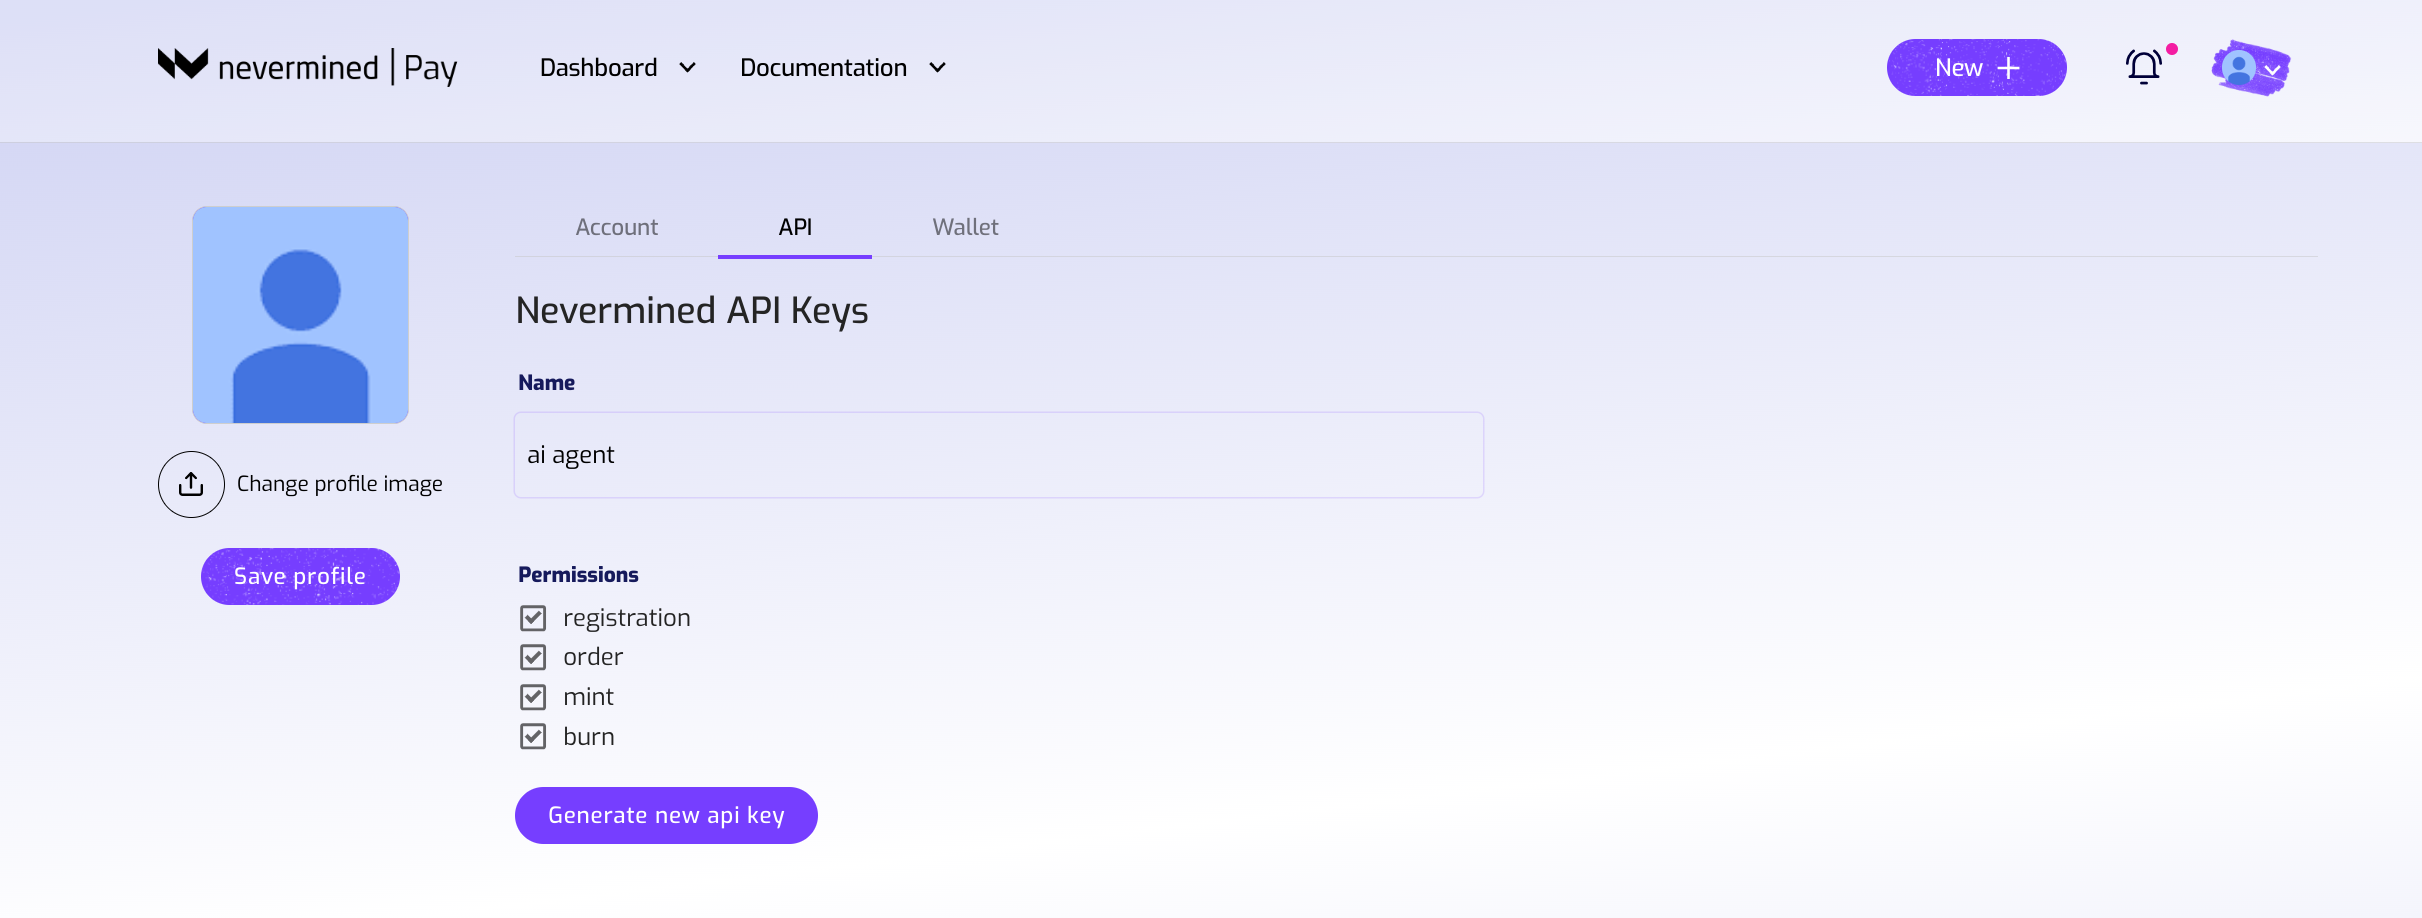 nevermined | Pay
Dashboard
Documentation
New
Account
API
Wallet
Nevermined API Keys
Name
ai agent
Change profile image
Save profile
Permissions
registration
order
mint
burn
Generate new api key